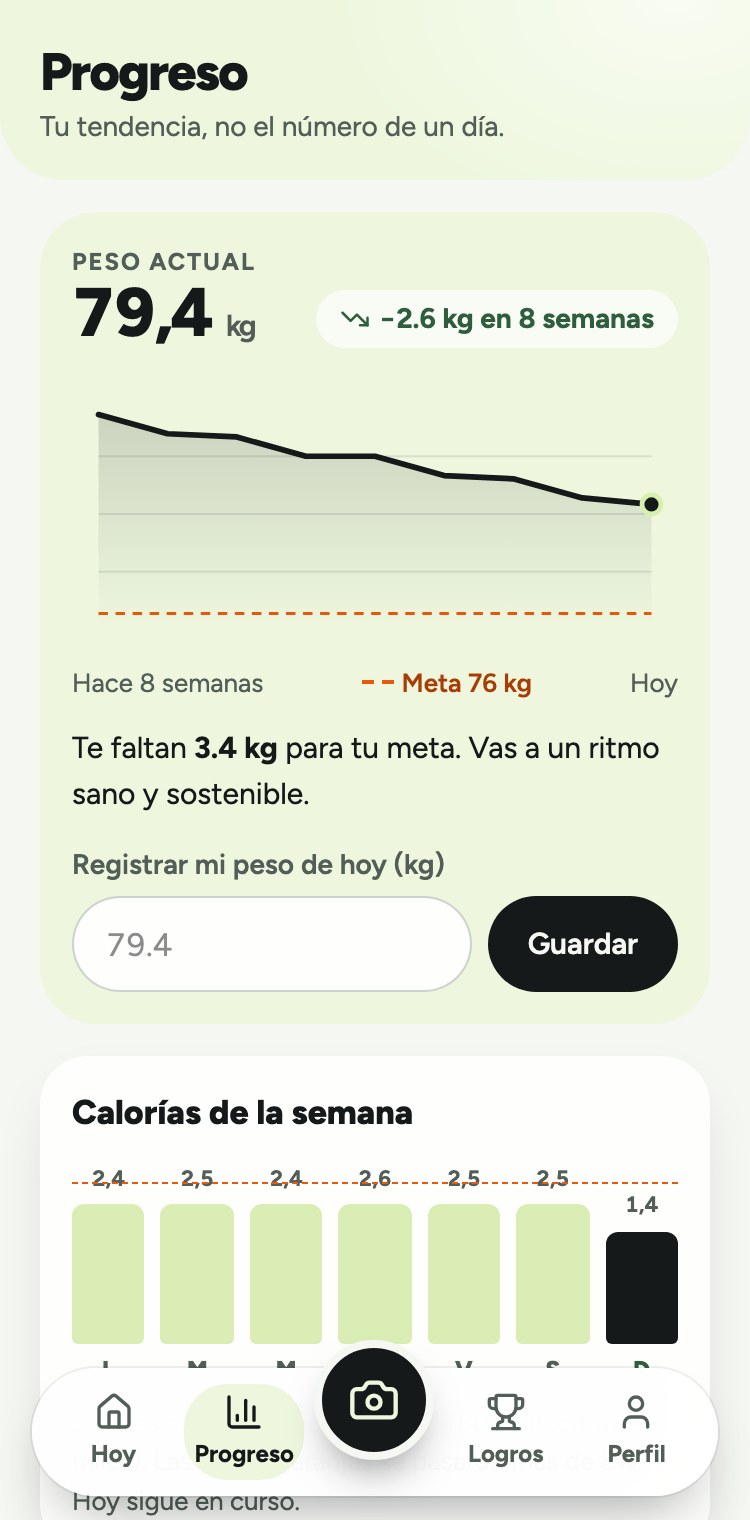 Progreso
Tu tendencia, no el número de un día.
PESO ACTUAL
79,4 kg
−2.6 kg en 8 semanas
Hace 8 semanas
Meta 76 kg
Hoy
Te faltan 3.4 kg para tu meta. Vas a un ritmo
sano y sostenible.
Registrar mi peso de hoy (kg)
79.4
Guardar
Calorías de la semana
2,4 2,5 2,4 2,6 2,5 2,5 1,4
M M V S D
Hoy Progreso Logros Perfil
Hoy sigue en curso.